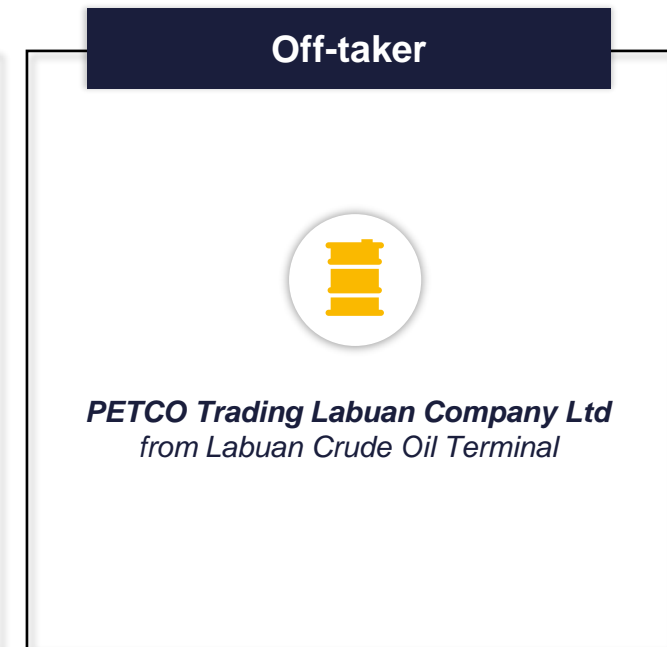 Off-taker
PETCO Trading Labuan Company Ltd
from Labuan Crude Oil Terminal